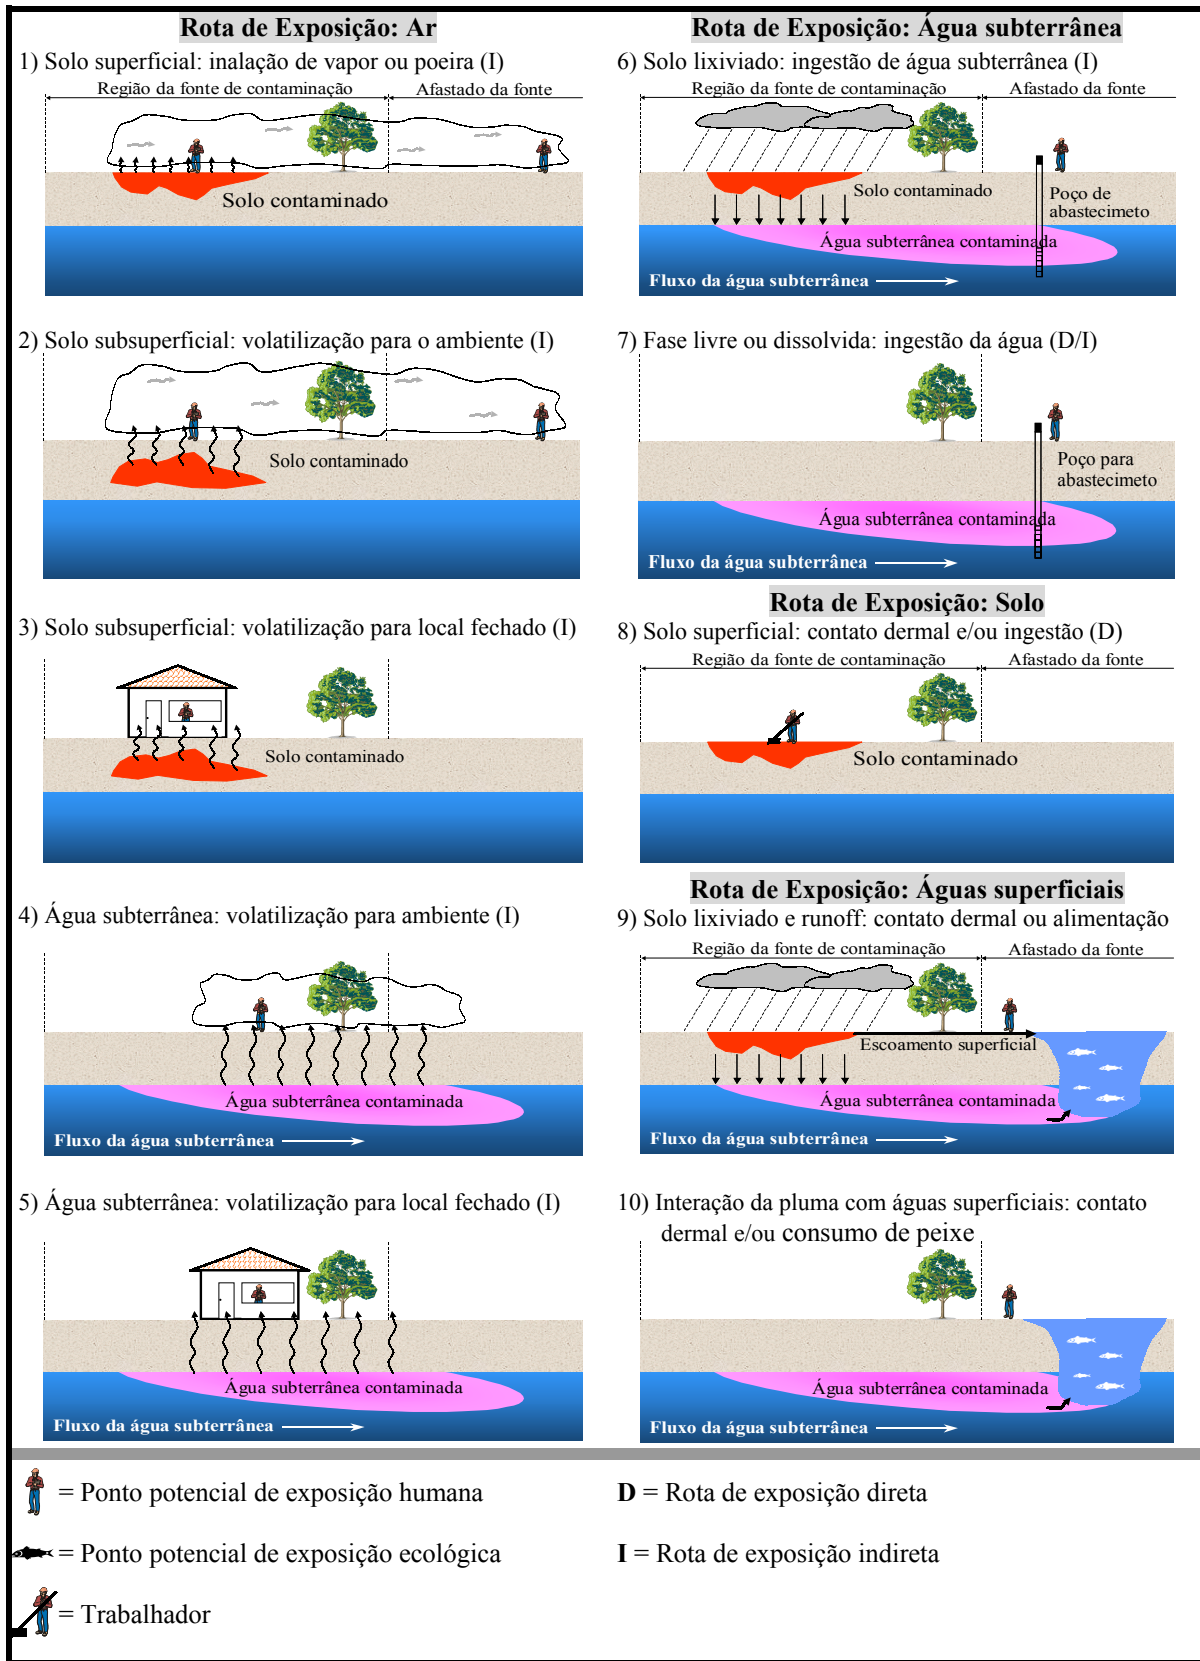 Rota de Exposição: Ar
1) Solo superficial: inalação de vapor ou poeira (I)
Região da fonte de contaminação
Afastado da fonte
Solo contaminado
2) Solo subsuperficial: volatilização para o ambiente (I)
Solo contaminado
3) Solo subsuperficial: volatilização para local fechado (I)
Solo contaminado
4) Água subterrânea: volatilização para ambiente (I)
Água subterrânea contaminada
Fluxo da água subterrânea
5) Água subterrânea: volatilização para local fechado (I)
Água subterrânea contaminada
Fluxo da água subterrânea
Rota de Exposição: Água subterrânea
6) Solo lixiviado: ingestão de água subterrânea (I)
Região da fonte de contaminação
Afastado da fonte
Solo contaminado
Poço de
abastecimeto
Água subterrânea contaminada
Fluxo da água subterrânea
7) Fase livre ou dissolvida: ingestão da água (D/I)
Poço para
abastecimeto
Água subterrânea contaminada
Fluxo da água subterrânea
Rota de Exposição: Solo
8) Solo superficial: contato dermal e/ou ingestão (D)
Região da fonte de contaminação
Afastado da fonte
Solo contaminado
Rota de Exposição: Águas superficiais
9) Solo lixiviado e runoff: contato dermal ou alimentação
Região da fonte de contaminação
Afastado da fonte
Escoamento superficial
Água subterrânea contaminada
Fluxo da água subterrânea
10) Interação da pluma com águas superficiais: contato
dermal e/ou consumo de peixe
Água subterrânea contaminada
Fluxo da água subterrânea
= Ponto potencial de exposição humana
= Ponto potencial de exposição ecológica
= Trabalhador
D = Rota de exposição direta
I = Rota de exposição indireta